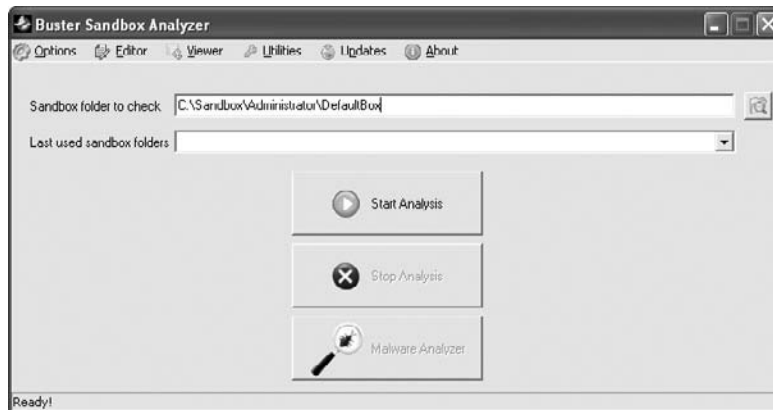 Buster Sandbox Analyzer
Options Editor Viewer Utilities Updates About
Sandbox folder to check C:\Sandbox\Administrator\DefaultBox
Last used sandbox folders
Start Analysis
Stop Analysis
Malware Analyzer
Ready!